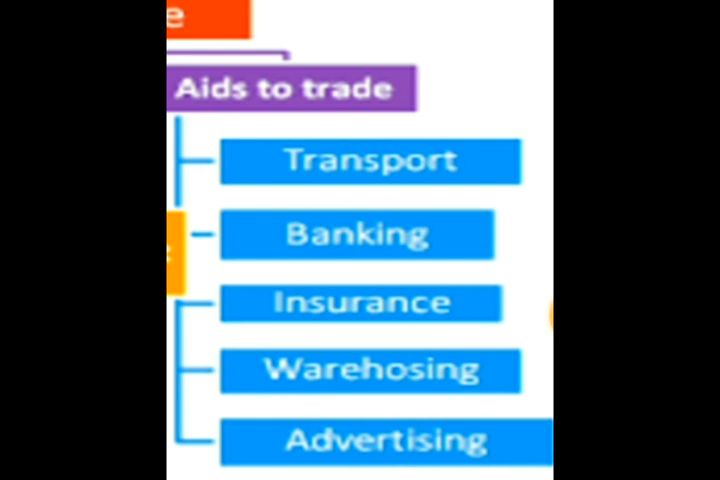 e
Aids to trade
Transport
Banking
Insurance
Warehosing
Advertising